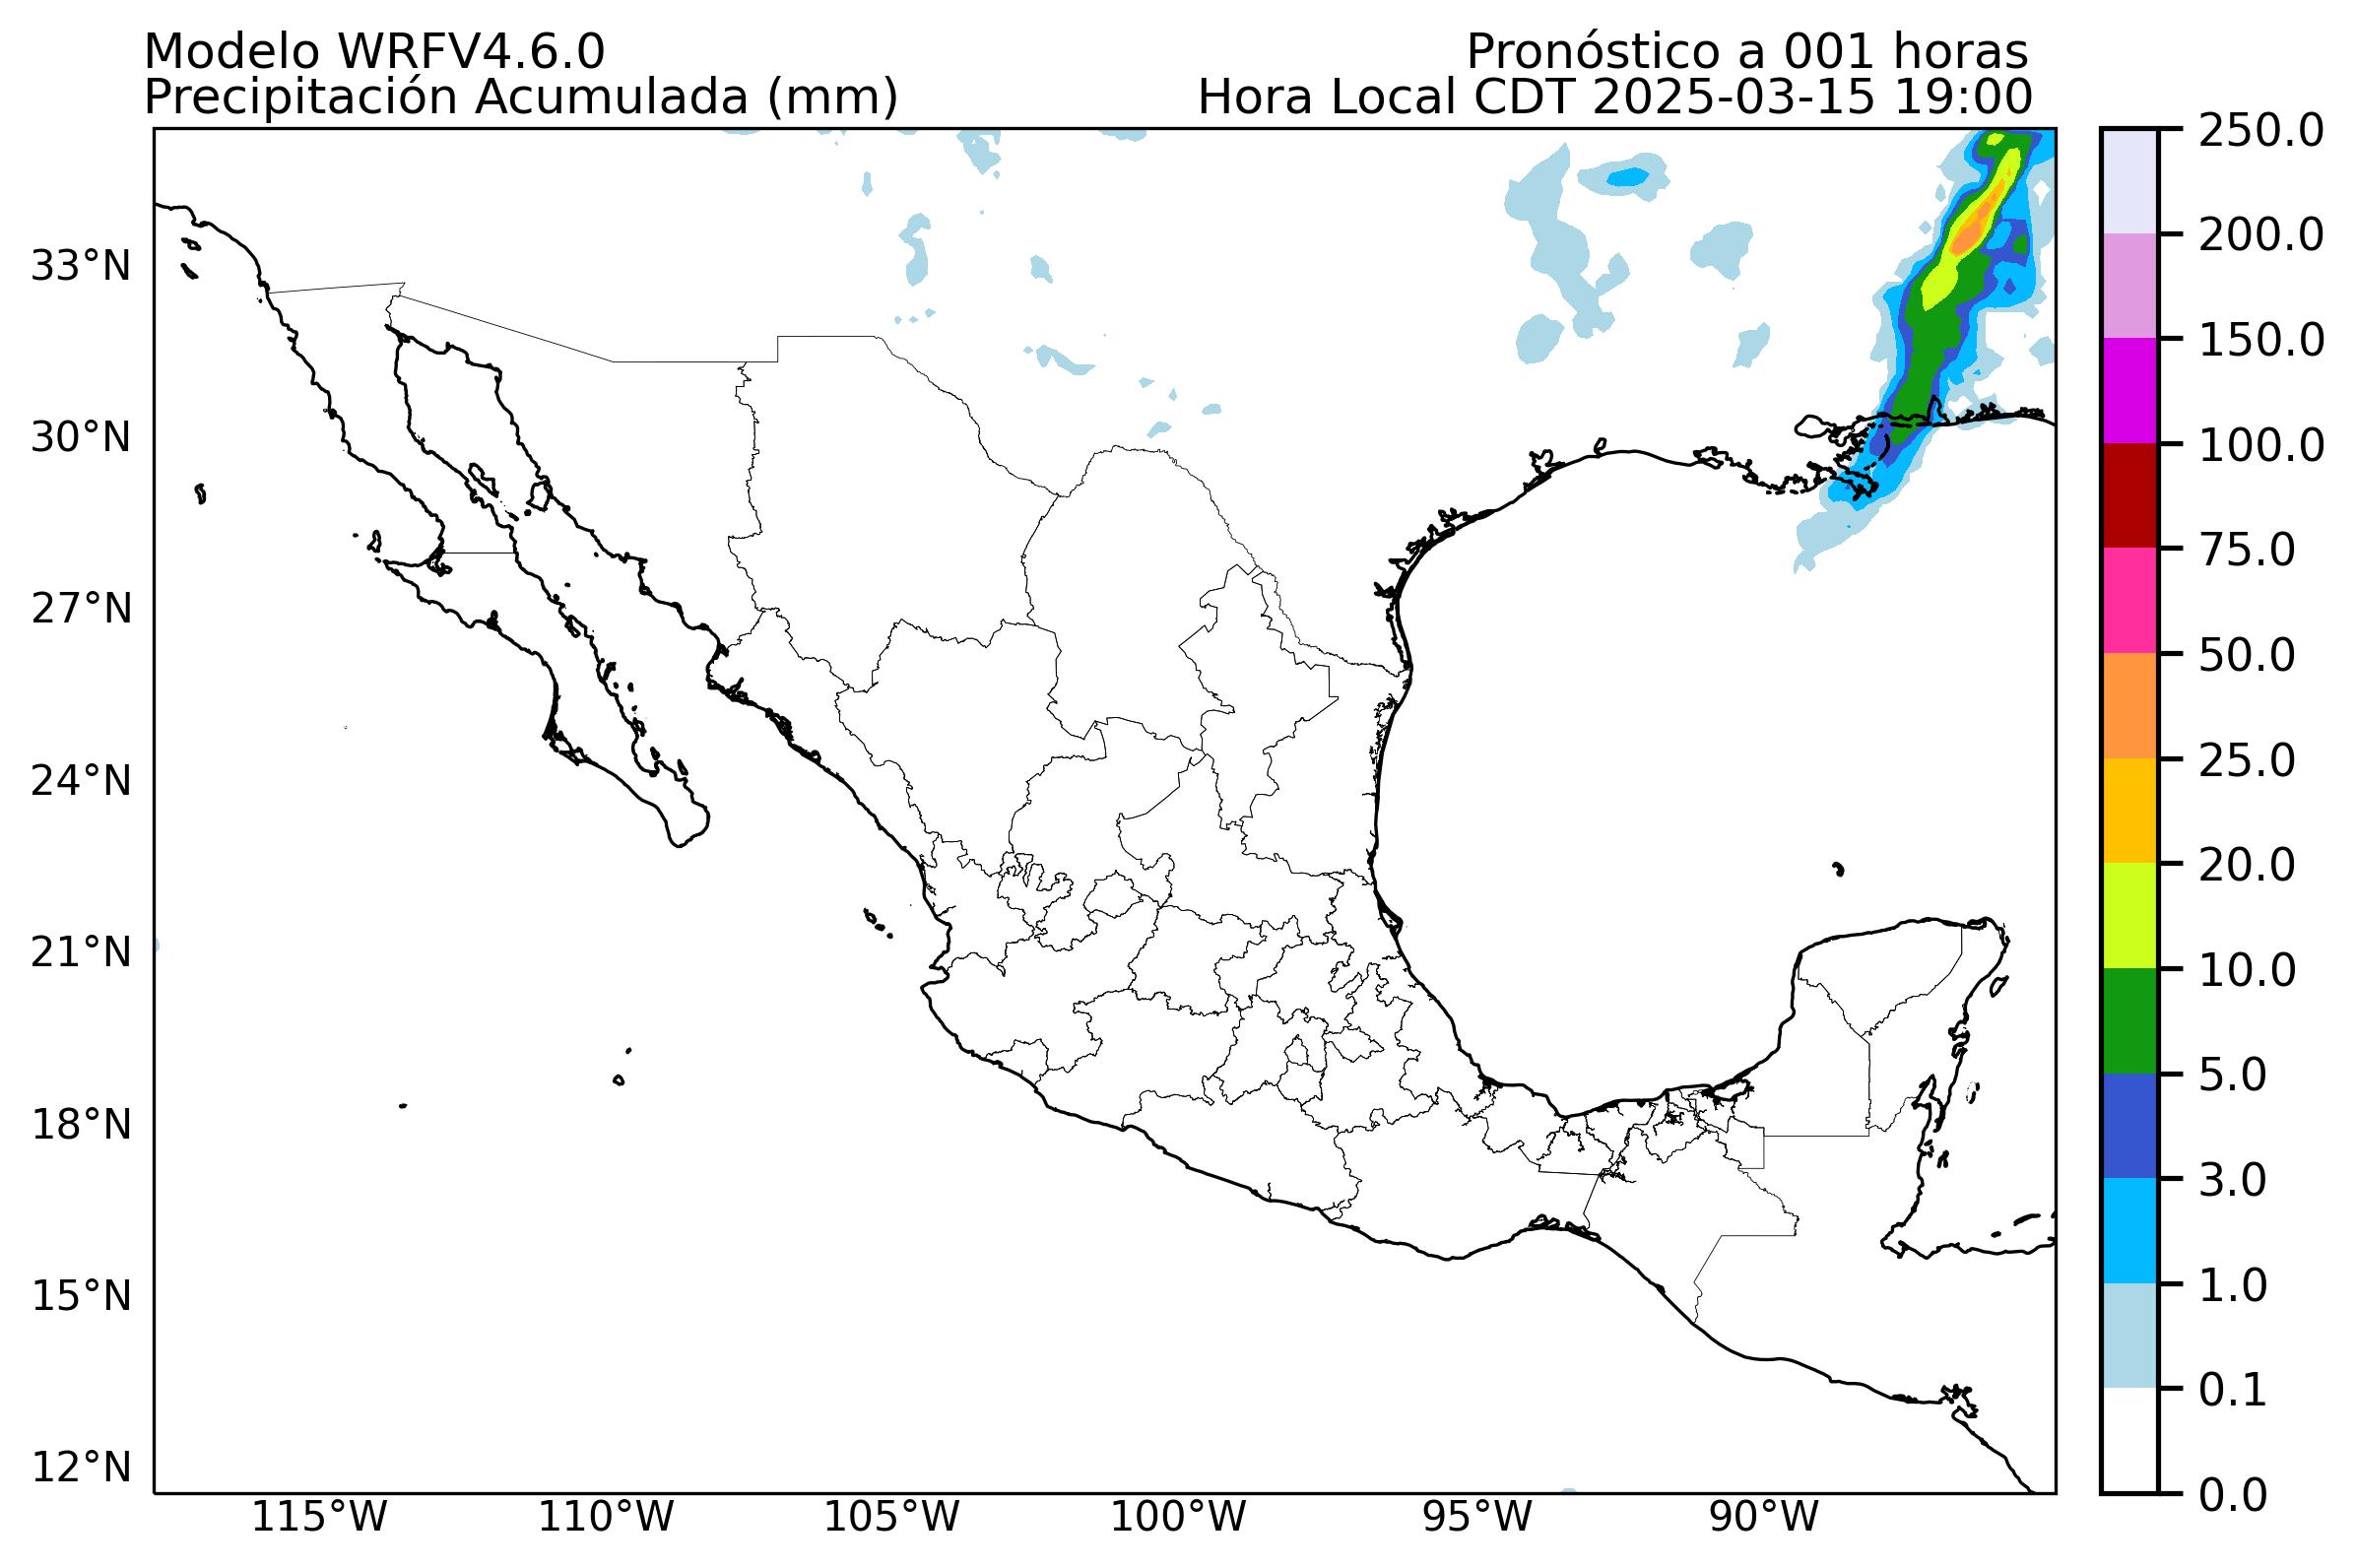 Modelo WRFV4.6.0
Pronóstico a 001 horas
Precipitación Acumulada (mm)
Hora Local CDT 2025-03-15 19:00
33°N
30°N
27°N
24°N
21°N
18°N
15°N
12°N
115°W
110°W
105°W
100°W
95°W
90°W
250.0
200.0
150.0
100.0
75.0
50.0
25.0
20.0
10.0
5.0
3.0
1.0
0.1
0.0